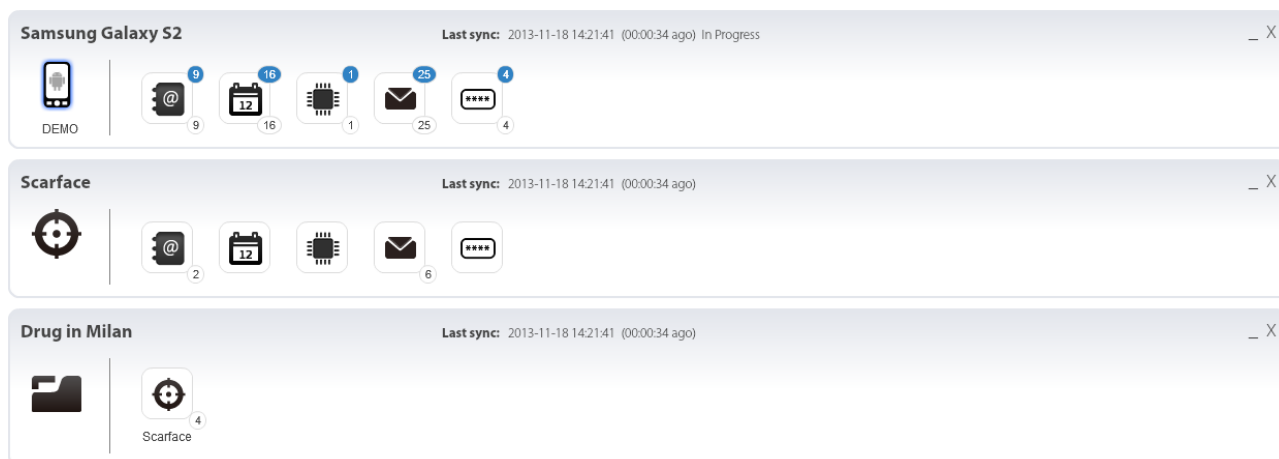 Samsung Galaxy S2 Last sync: 2013-11-18 14:21:41 (00:00:34 ago) In Progress _ X
9 16 1 25 4
@ 12 ****
9 16 1 25 4
DEMO
Scarface Last sync: 2013-11-18 14:21:41 (00:00:34 ago) _ X
@ 12 ****
2 6
Drug in Milan Last sync: 2013-11-18 14:21:41 (00:00:34 ago) _ X
4
Scarface